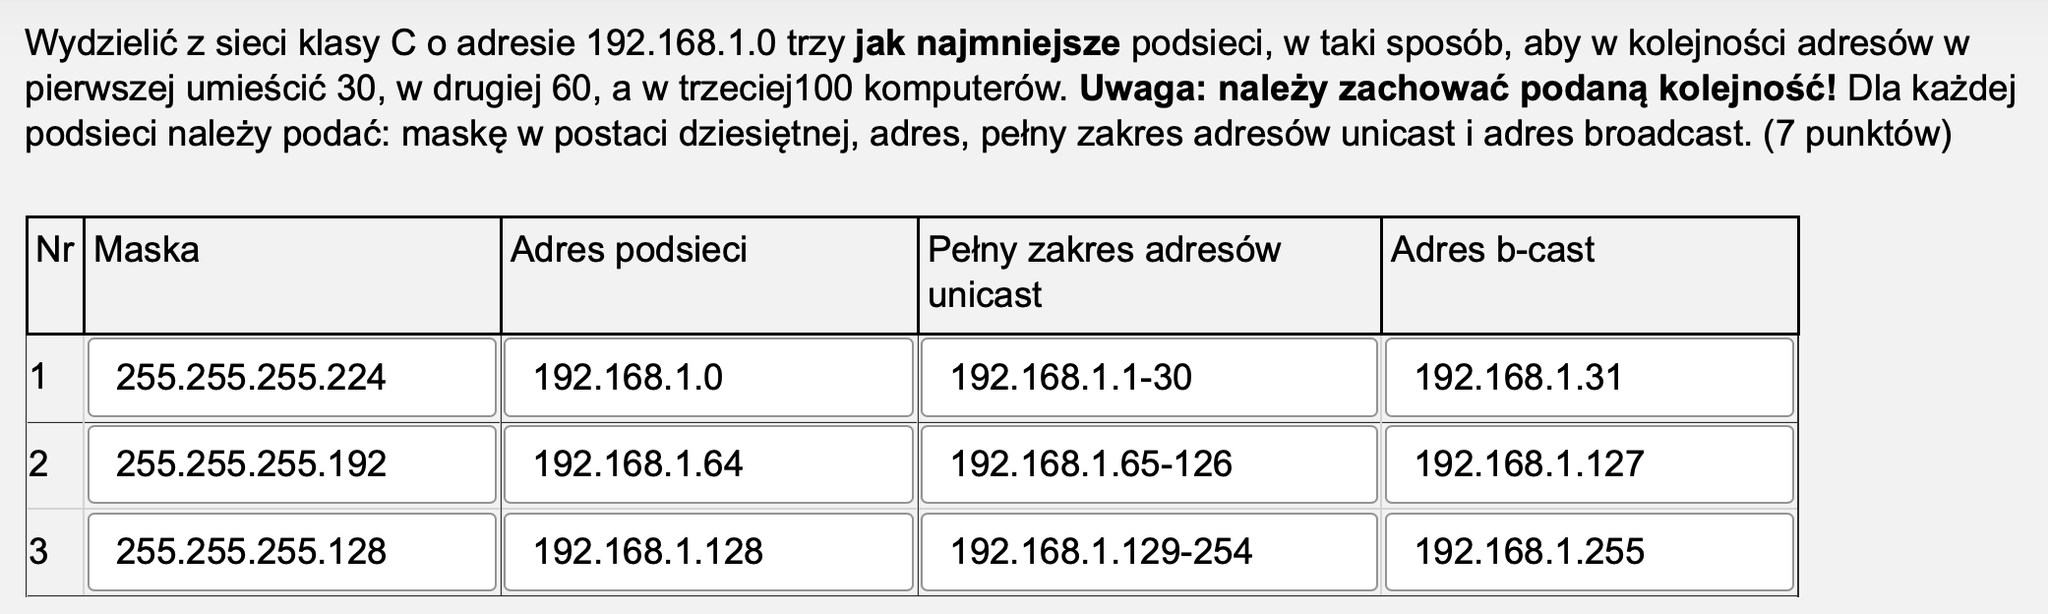 Wydzielić z sieci klasy C o adresie 192.168.1.0 trzy jak najmniejsze podsieci, w taki sposób, aby w kolejności adresów w
pierwszej umieścić 30, w drugiej 60, a w trzeciej100 komputerów. Uwaga: należy zachować podaną kolejność! Dla każdej
podsieci należy podać: maskę w postaci dziesiętnej, adres, pełny zakres adresów unicast i adres broadcast. (7 punktów)
Nr Maska Adres podsieci Pełny zakres adresów unicast Adres b-cast
1 255.255.255.224 192.168.1.0 192.168.1.1-30 192.168.1.31
2 255.255.255.192 192.168.1.64 192.168.1.65-126 192.168.1.127
3 255.255.255.128 192.168.1.128 192.168.1.129-254 192.168.1.255